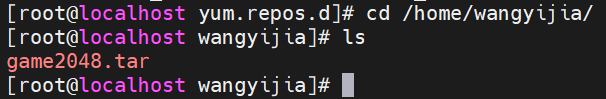 [root@localhost yum.repos.d]# cd /home/wangyijia/
[root@localhost wangyijia]# ls
game2048.tar
[root@localhost wangyijia]#